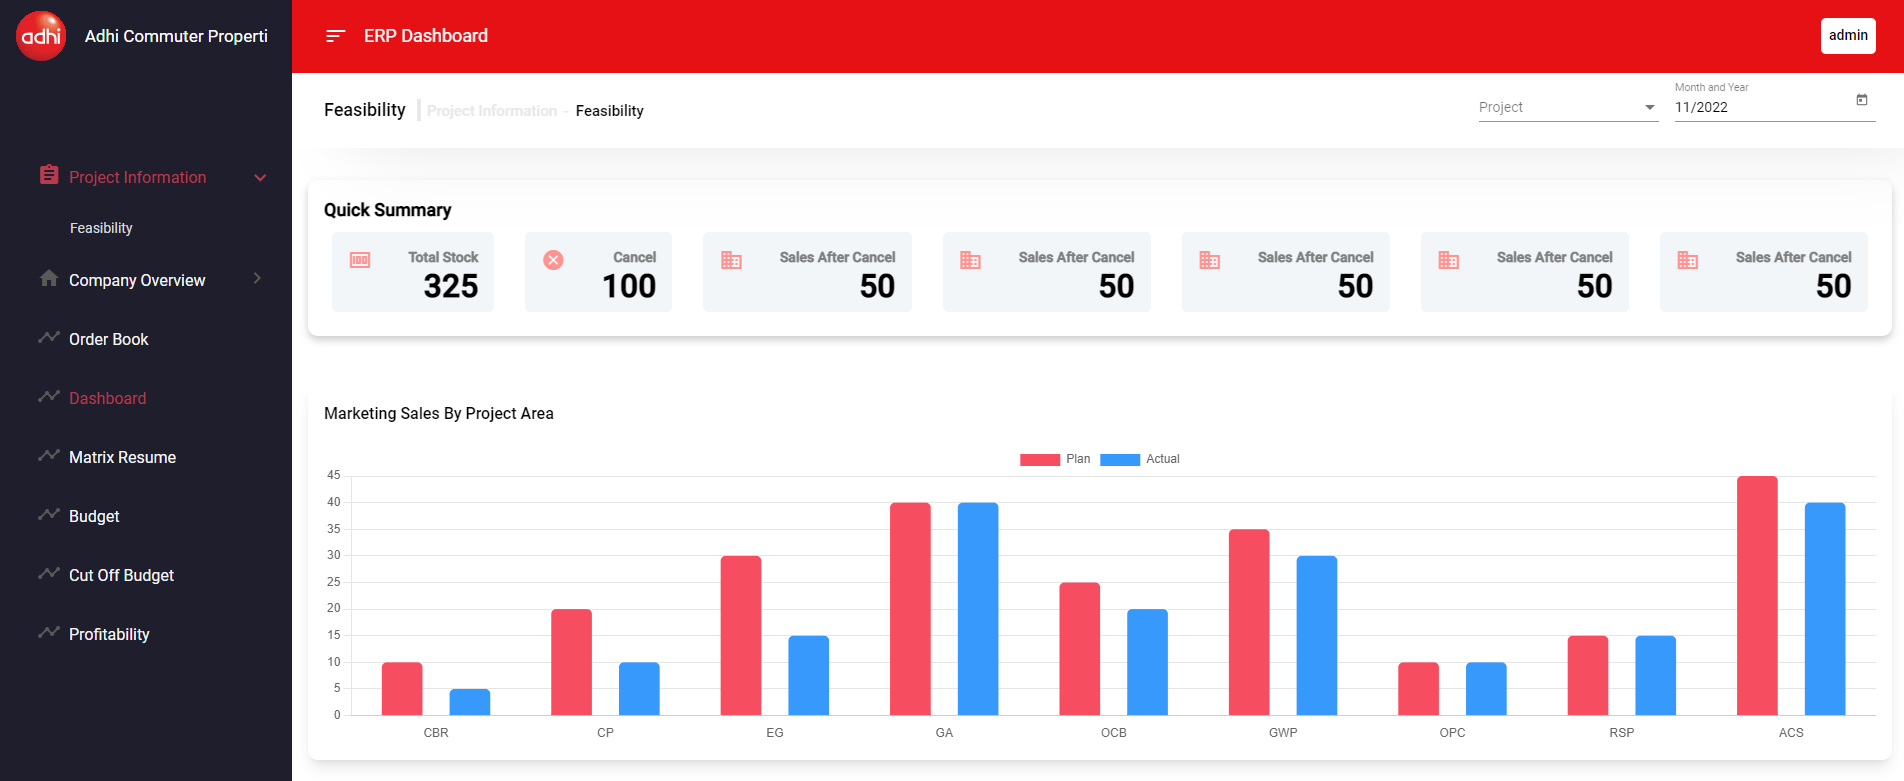 adhi
Adhi Commuter Properti
ERP Dashboard
admin
Feasibility
Project Information - Feasibility
Project
Month and Year
11/2022
Project Information
Feasibility
Company Overview
Order Book
Dashboard
Matrix Resume
Budget
Cut Off Budget
Profitability
Quick Summary
100
Total Stock
325
Cancel
100
Sales After Cancel
50
Sales After Cancel
50
Sales After Cancel
50
Sales After Cancel
50
Sales After Cancel
50
Marketing Sales By Project Area
Plan Actual
45
40
35
30
25
20
15
10
5
0
CBR CP EG GA OCB GWP OPC RSP ACS